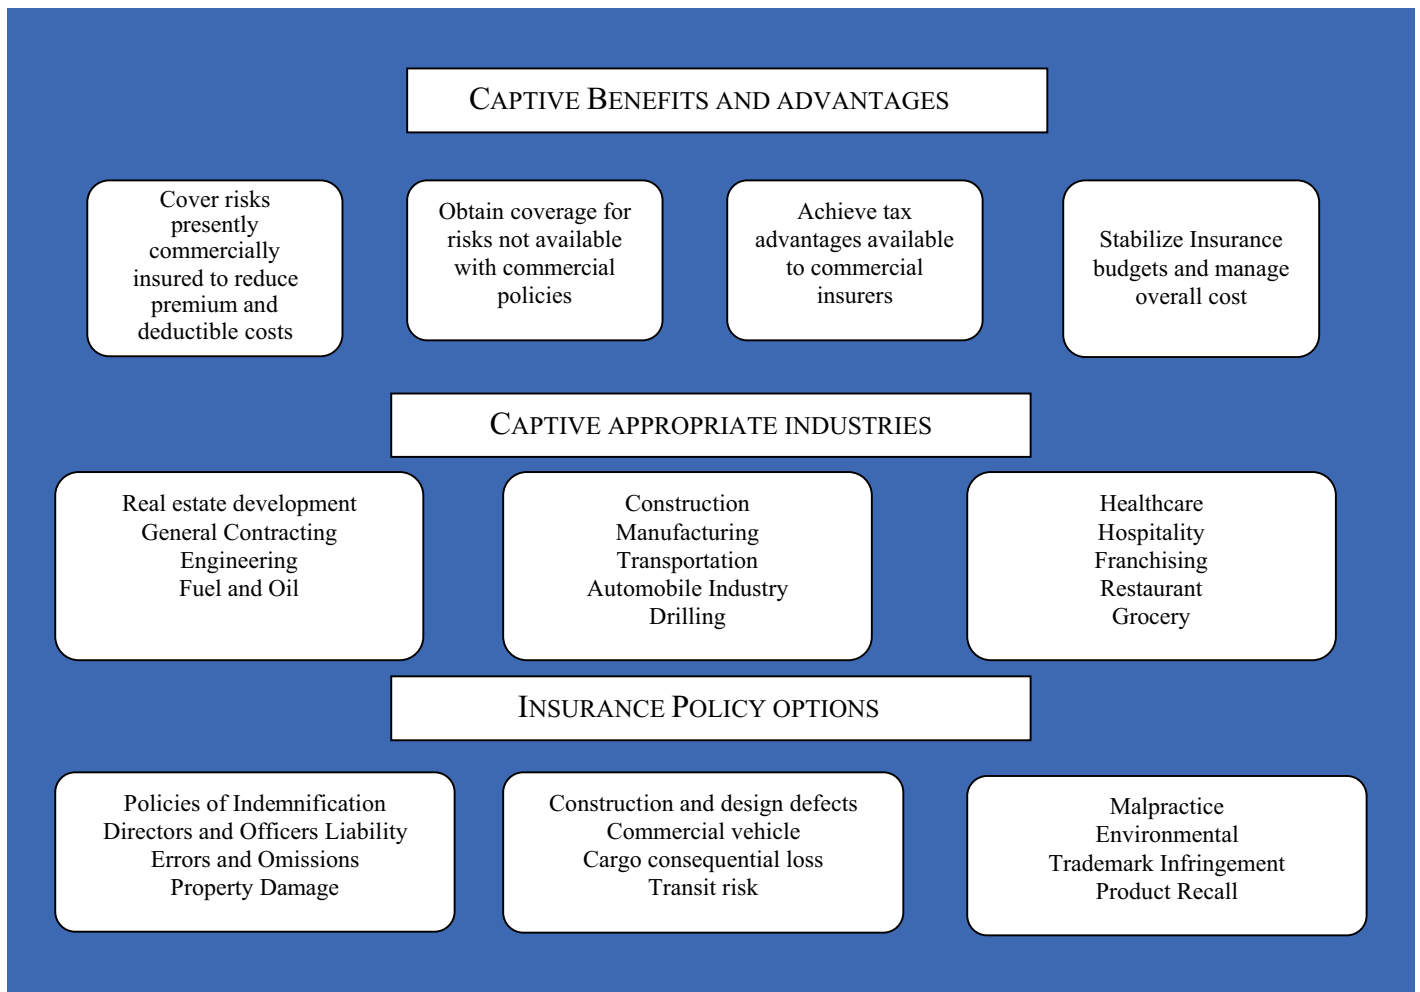 CAPTIVE BENEFITS AND ADVANTAGES
Cover risks
presently
commercially
insured to reduce
premium and
deductible costs
Obtain coverage for
risks not available
with commercial
policies
Achieve tax
advantages available
to commercial
insurers
Stabilize Insurance
budgets and manage
overall cost
CAPTIVE APPROPRIATE INDUSTRIES
Real estate development
General Contracting
Engineering
Fuel and Oil
Construction
Manufacturing
Transportation
Automobile Industry
Drilling
Healthcare
Hospitality
Franchising
Restaurant
Grocery
INSURANCE POLICY OPTIONS
Policies of Indemnification
Directors and Officers Liability
Errors and Omissions
Property Damage
Construction and design defects
Commercial vehicle
Cargo consequential loss
Transit risk
Malpractice
Environmental
Trademark Infringement
Product Recall